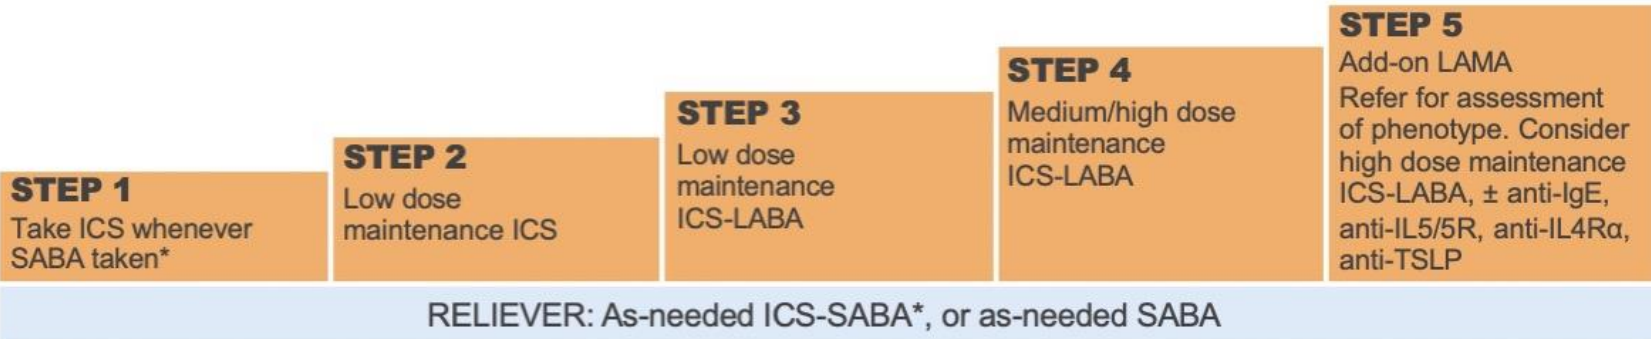 STEP 1
Take ICS whenever
SABA taken*
STEP 2
Low dose
maintenance ICS
STEP 3
Low dose
maintenance
ICS-LABA
STEP 4
Medium/high dose
maintenance
ICS-LABA
STEP 5
Add-on LAMA
Refer for assessment
of phenotype. Consider
high dose maintenance
ICS-LABA, ± anti-IgE,
anti-IL5/5R, anti-IL4Rα,
anti-TSLP
RELIEVER: As-needed ICS-SABA*, or as-needed SABA